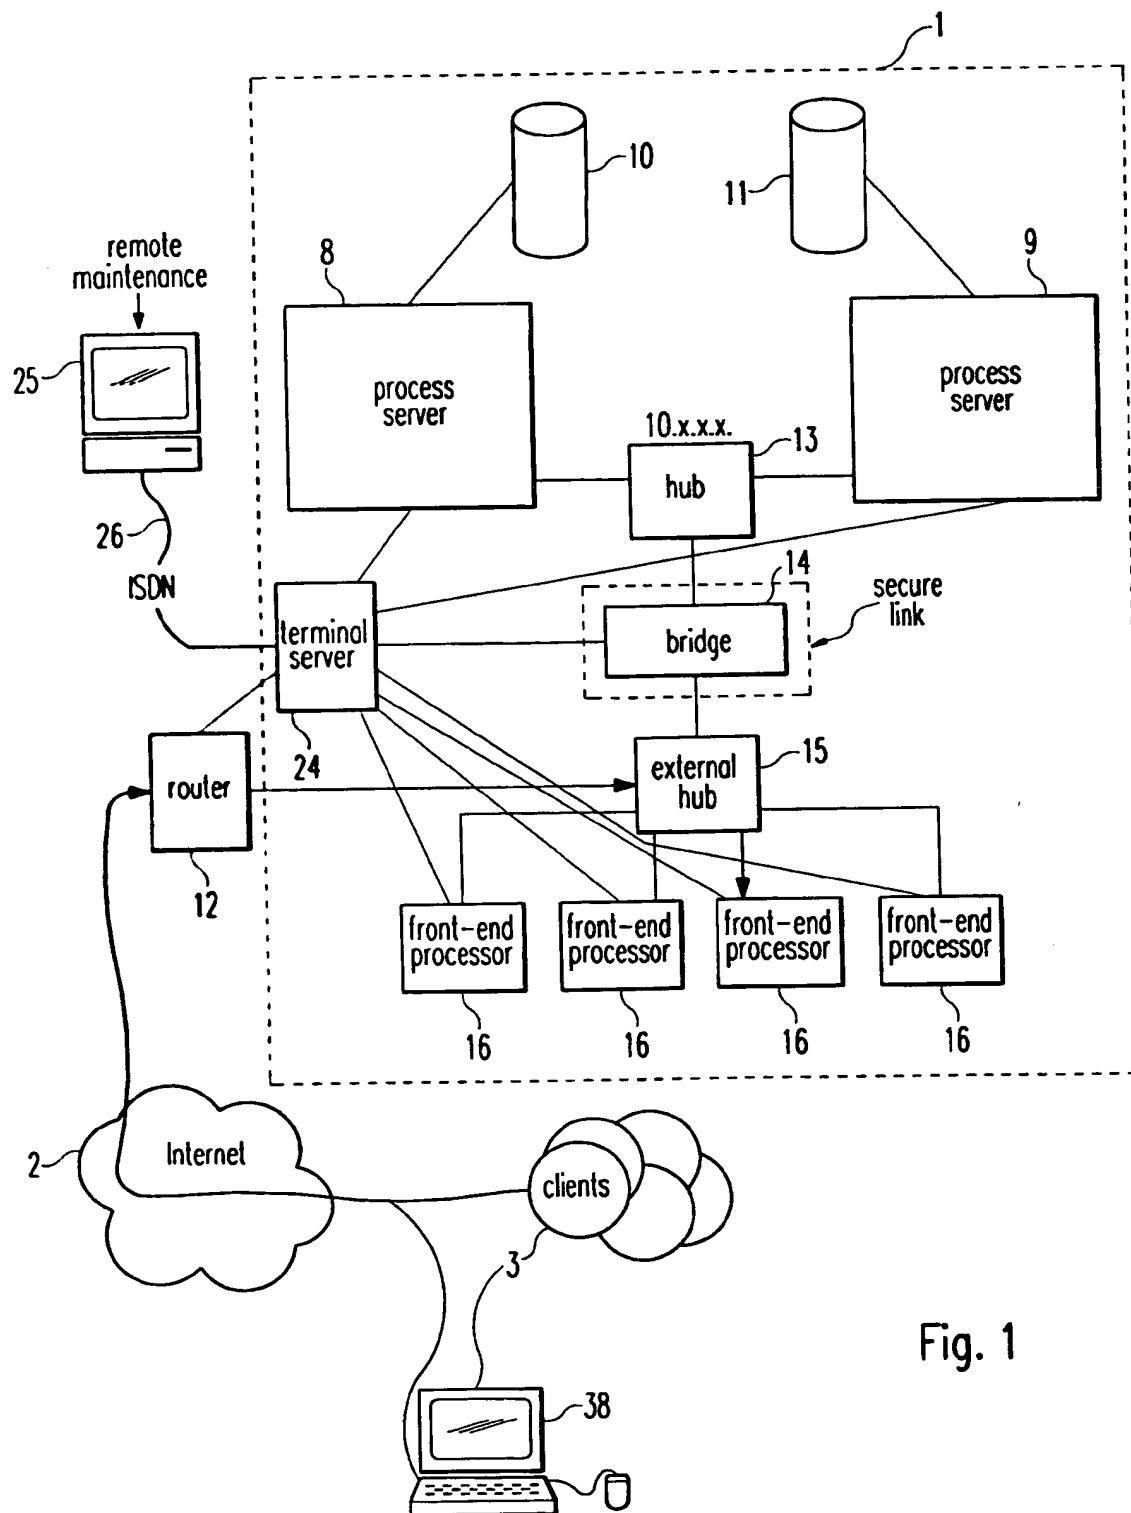 1
10
11
remote
maintenance
8
9
25
process
server
process
server
10.x.x.x.
13
hub
26
ISDN
14
secure
link
terminal
server
bridge
24
15
router
external
hub
12
front-end
processor
front-end
processor
front-end
processor
front-end
processor
16
16
16
16
2
Internet
clients
3
Fig. 1
38